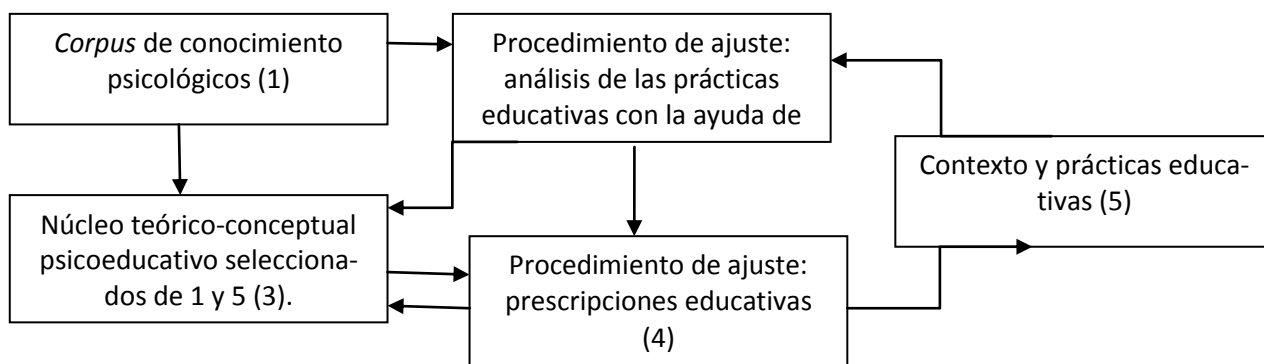 Corpus de conocimiento
psicológicos (1)
Procedimiento de ajuste:
análisis de las prácticas
educativas con la ayuda de
Contexto y prácticas educa-
tivas (5)
Núcleo teórico-conceptual
psicoeducativo selecciona-
dos de 1 y 5 (3).
Procedimiento de ajuste:
prescripciones educativas
(4)